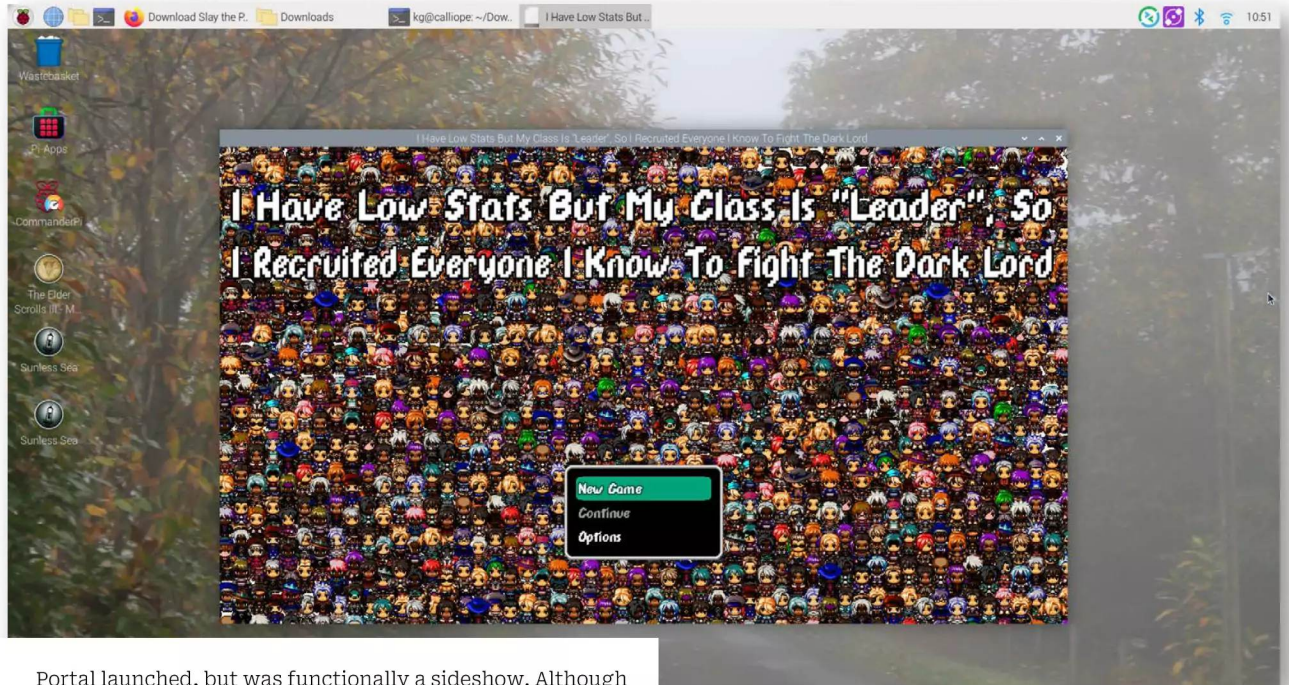 Download Slay the P..
Downloads
kg@calliope: ~/Dow..
I Have Low Stats But ..
10:51
Wastebasket
Pi Apps
CommanderPi
The Elder
Scrolls III - M...
Sunless Sea
Sunless Sea
I Have Low Stats But My Class Is "Leader", So I Recruited Everyone I Know To Fight The Dark Lord
I Have Low Stats But My Class Is "Leader", So
I Recruited Everyone I Know To Fight The Dark Lord
New Game
Continue
Options
Portal launched, but was functionally a sideshow. Although